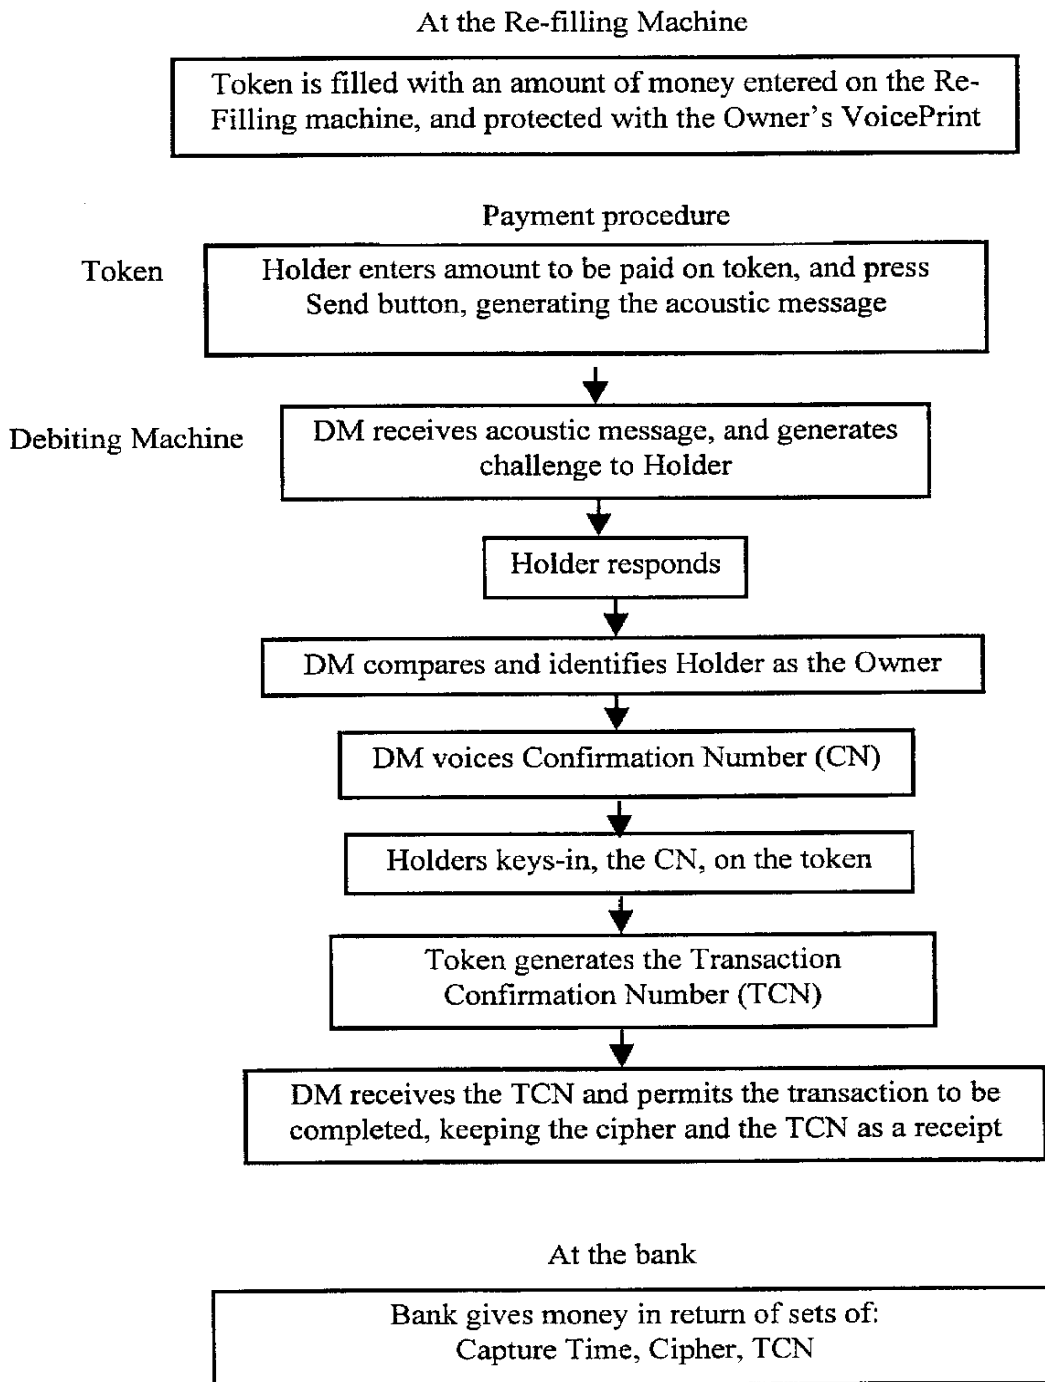 At the Re-filling Machine
Token is filled with an amount of money entered on the Re-
Filling machine, and protected with the Owner's VoicePrint
Payment procedure
Token
Holder enters amount to be paid on token, and press
Send button, generating the acoustic message
Debiting Machine
DM receives acoustic message, and generates
challenge to Holder
Holder responds
DM compares and identifies Holder as the Owner
DM voices Confirmation Number (CN)
Holders keys-in, the CN, on the token
Token generates the Transaction
Confirmation Number (TCN)
DM receives the TCN and permits the transaction to be
completed, keeping the cipher and the TCN as a receipt
At the bank
Bank gives money in return of sets of:
Capture Time, Cipher, TCN